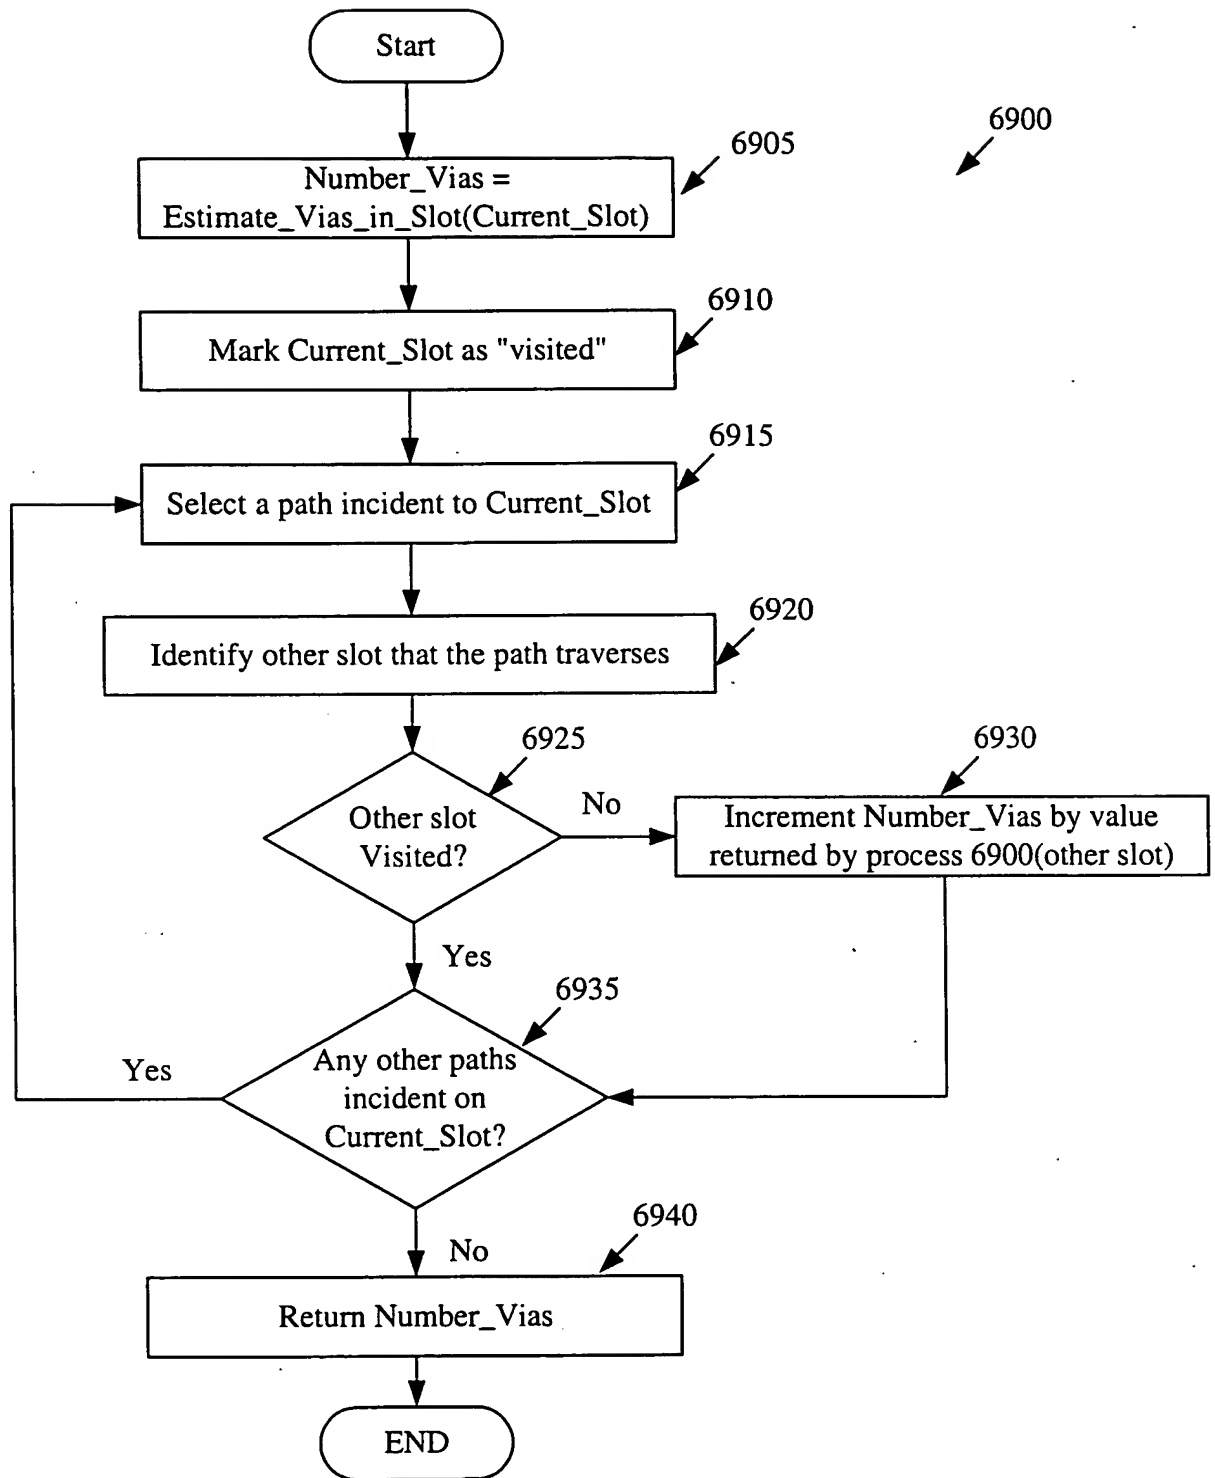 Start
6900
6905
Number_Vias =
Estimate_Vias_in_Slot(Current_Slot)
6910
Mark Current_Slot as "visited"
6915
Select a path incident to Current_Slot
6920
Identify other slot that the path traverses
6925
6930
Other slot
Visited?
No
Increment Number_Vias by value
returned by process 6900(other slot)
Yes
6935
Any other paths
incident on
Current_Slot?
Yes
6940
No
Return Number_Vias
END